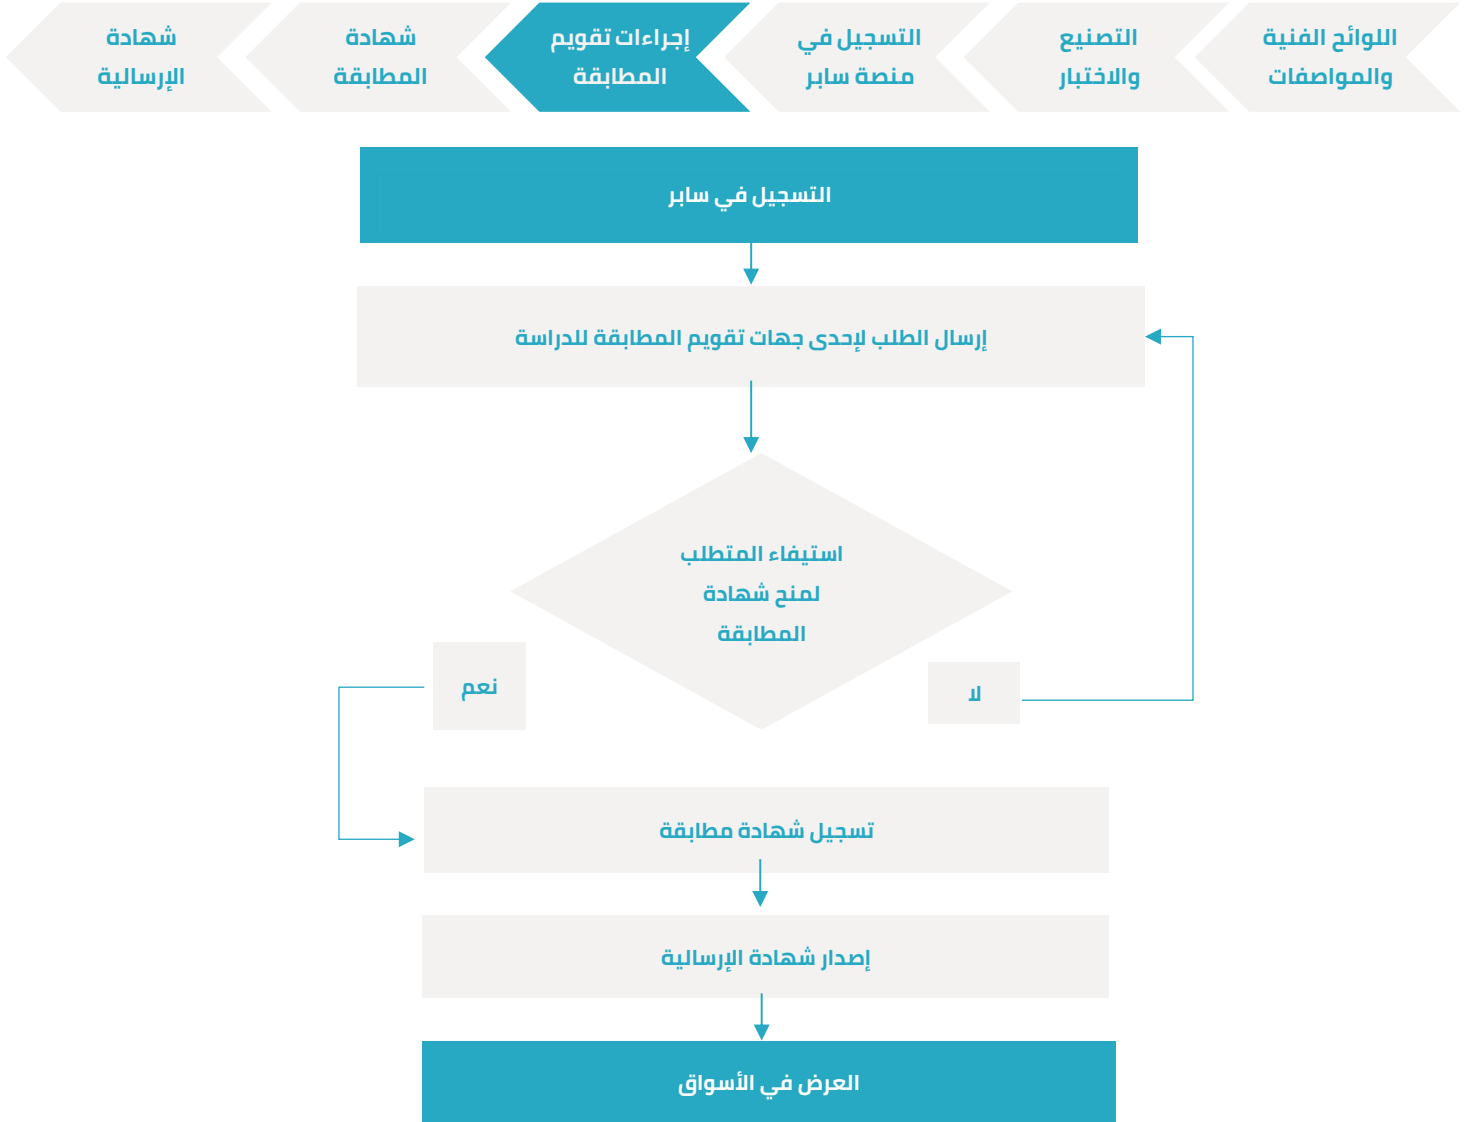 اللوائح الفنية
والمواصفات
التصنيع
والاختبار
التسجيل في
منصة سابر
إجراءات تقويم
المطابقة
شهادة
المطابقة
شهادة
الإرسالية
التسجيل في سابر
إرسال الطلب لإحدى جهات تقويم المطابقة للدراسة
استيفاء المتطلب
لمنح شهادة
المطابقة
لا
نعم
تسجيل شهادة مطابقة
إصدار شهادة الإرسالية
العرض في الأسواق